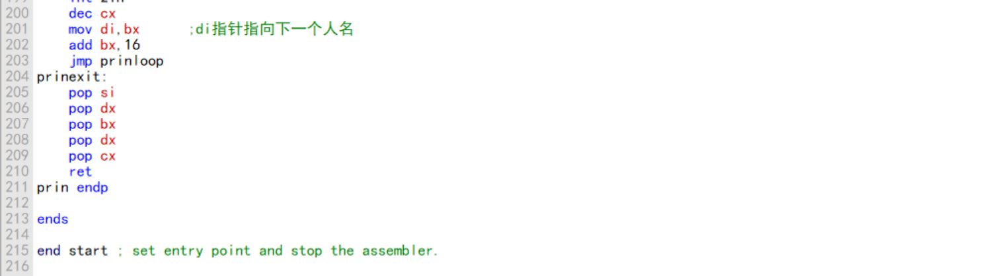 200     dec cx
201     mov di,bx      ;di指针指向下一个人名
202     add bx,16
203     jmp prinloop
204 prinexit:
205     pop si
206     pop dx
207     pop bx
208     pop dx
209     pop cx
210     ret
211 prin endp
212
213 ends
214
215 end start ; set entry point and stop the assembler.
216